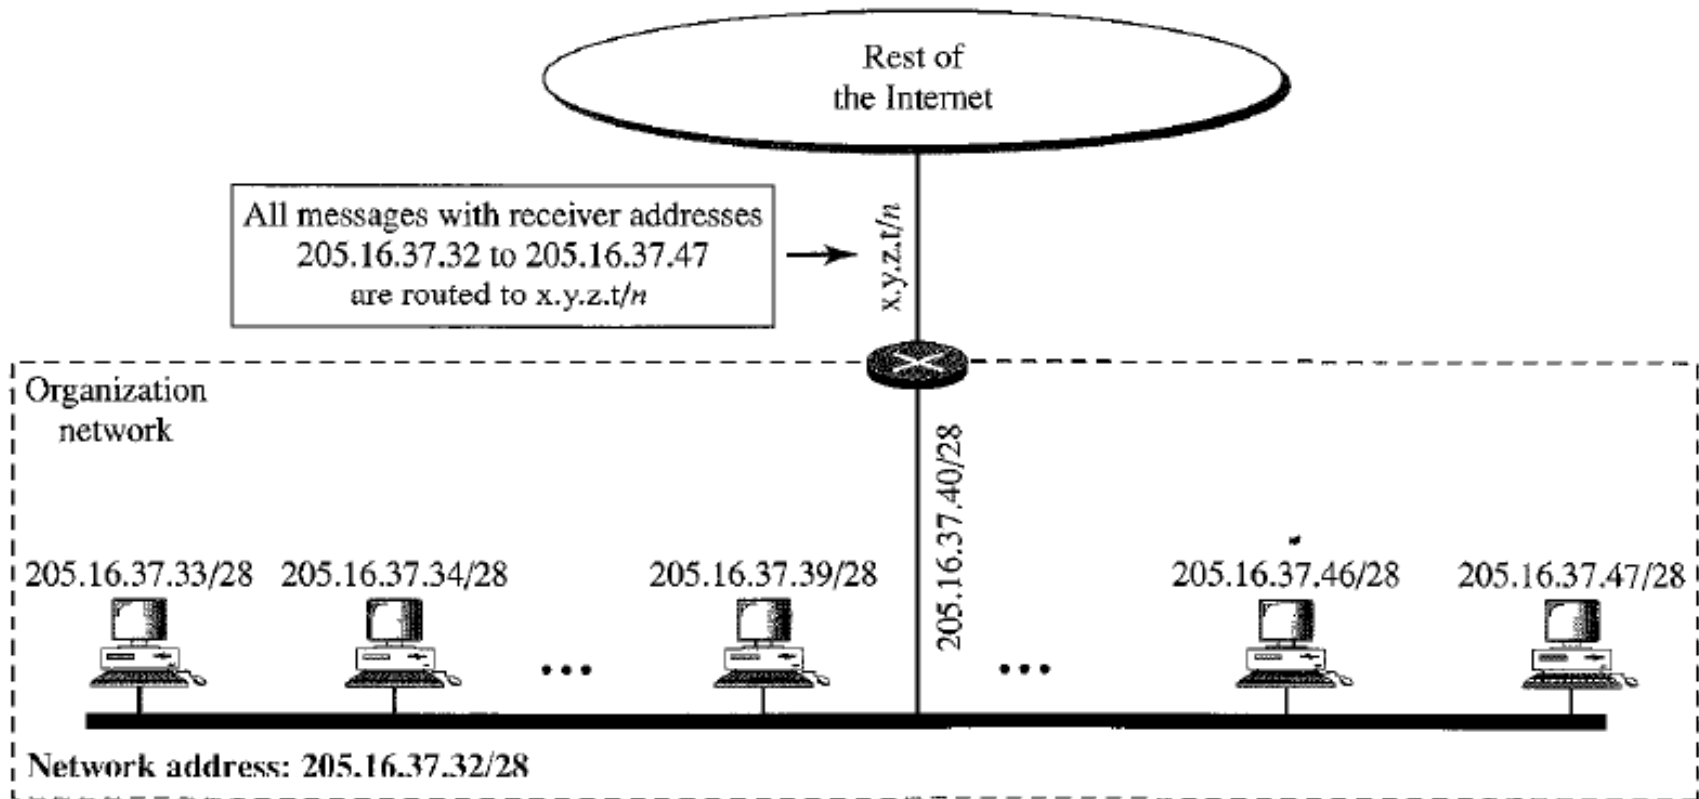 Rest of
the Internet
All messages with receiver addresses
205.16.37.32 to 205.16.37.47
are routed to x.y.z.t/n
x.y.z.t/n
Organization
network
205.16.37.40/28
205.16.37.33/28
205.16.37.34/28
205.16.37.39/28
205.16.37.46/28
205.16.37.47/28
Network address: 205.16.37.32/28